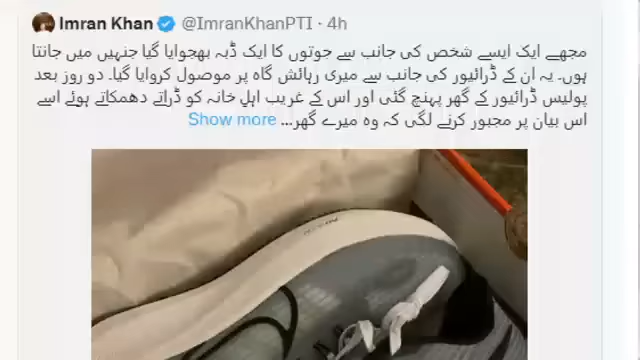 Imran Khan @ImranKhanPTI · 4h
مجھے ایک ایسے شخص کی جانب سے جوتوں کا ایک ڈبہ بھجوایا گیا جنہیں میں جانتا
ہوں۔ یہ ان کے ڈرائیور کی جانب سے میری رہائش گاہ پر موصول کروایا گیا۔ دو روز بعد
پولیس ڈرائیور کے گھر پہنچ گئی اور اس کے غریب اہلِ خانہ کو ڈراتے دھمکاتے ہوئے اسے
اس بیان پر مجبور کرنے لگی کہ وہ میرے گھر... Show more